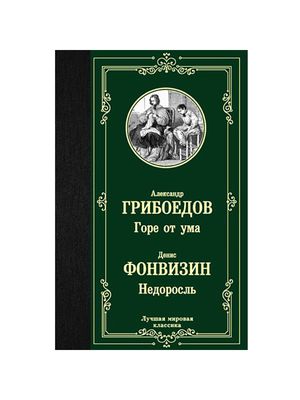 Александр
ГРИБОЕДОВ
Горе от ума
Денис
ФОНВИЗИН
Недоросль
Лучшая мировая
классика